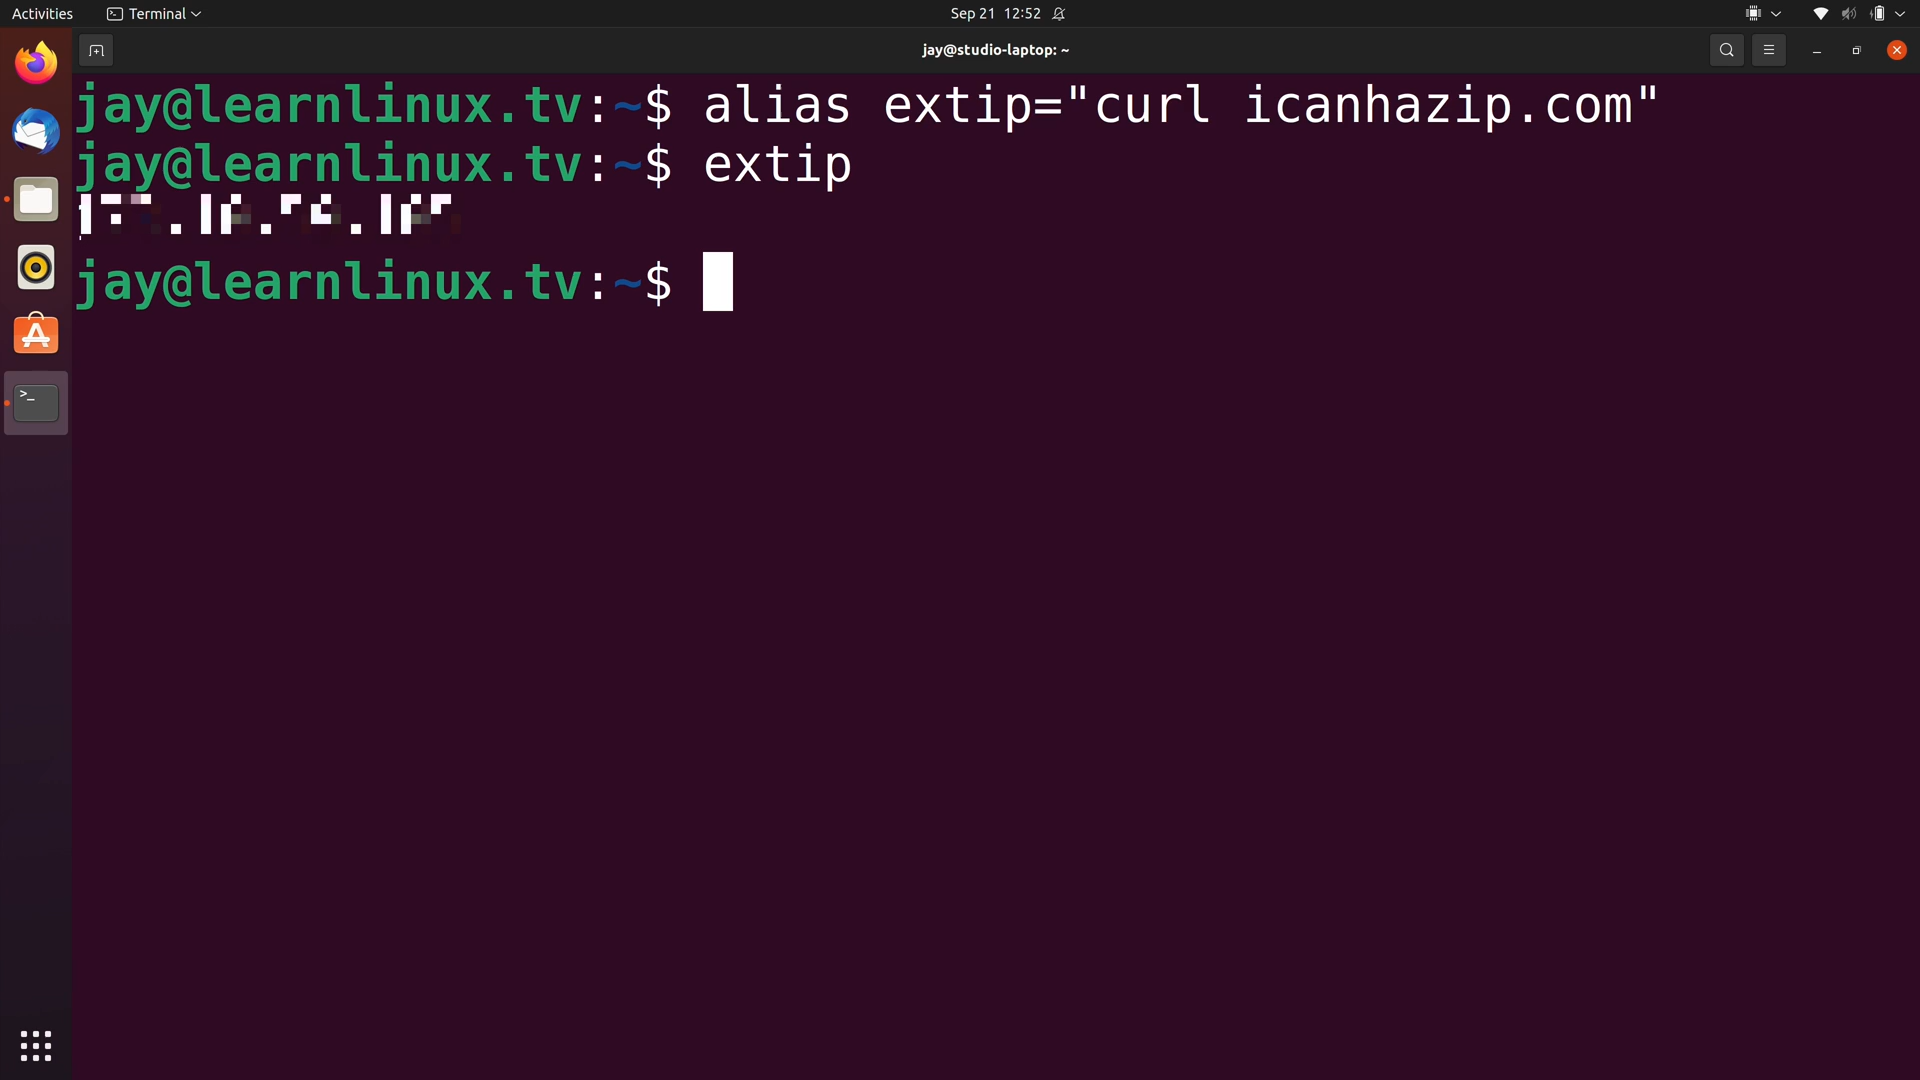 Activities Terminal Sep 21 12:52
jay@studio-laptop: ~
jay@learnlinux.tv:~$ alias extip="curl icanhazip.com"
jay@learnlinux.tv:~$ extip
jay@learnlinux.tv:~$